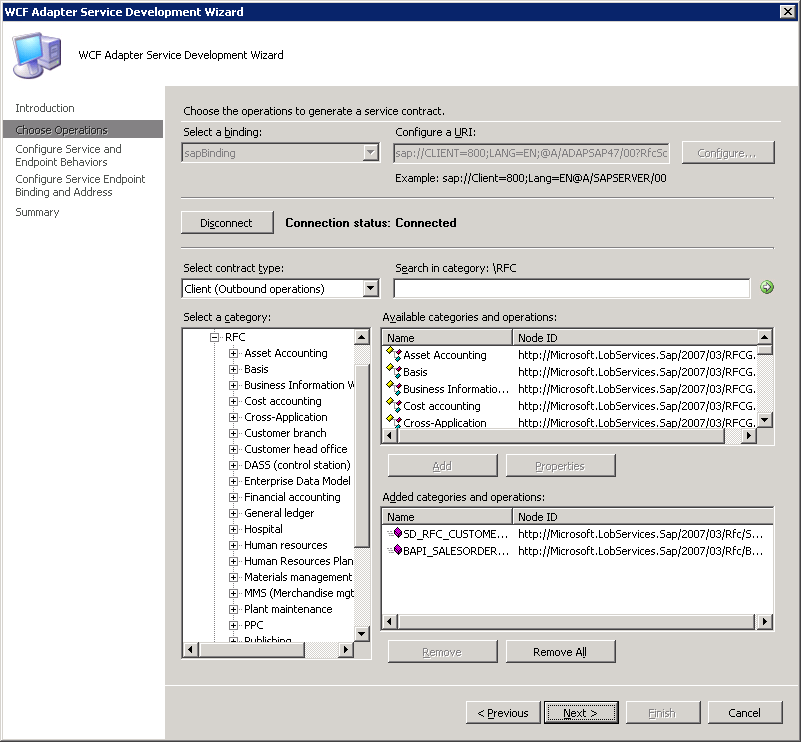 WCF Adapter Service Development Wizard
WCF Adapter Service Development Wizard
Introduction
Choose Operations
Configure Service and
Endpoint Behaviors
Configure Service Endpoint
Binding and Address
Summary
Choose the operations to generate a service contract.
Select a binding:
Configure a URI:
sapBinding
sap://CLIENT=800;LANG=EN;@A/ADAPSAP47/00?RfcSc
Configure...
Example: sap://Client=800;Lang=EN@A/SAPSERVER/00
Disconnect
Connection status: Connected
Select contract type:
Search in category: \RFC
Client (Outbound operations)
Select a category:
RFC
Asset Accounting
Basis
Business Information W
Cost accounting
Cross-Application
Customer branch
Customer head office
DASS (control station)
Enterprise Data Model
Financial accounting
General ledger
Hospital
Human resources
Human Resources Plan
Materials management
MMS (Merchandise mgt
Plant maintenance
PPC
Publishing
Available categories and operations:
Name Node ID
Asset Accounting http://Microsoft.LobServices.Sap/2007/03/RFCG.
Basis http://Microsoft.LobServices.Sap/2007/03/RFCG.
Business Informatio... http://Microsoft.LobServices.Sap/2007/03/RFCG.
Cost accounting http://Microsoft.LobServices.Sap/2007/03/RFCG.
Cross-Application http://Microsoft.LobServices.Sap/2007/03/RFCG.
Add
Properties
Added categories and operations:
Name Node ID
SD_RFC_CUSTOME... http://Microsoft.LobServices.Sap/2007/03/Rfc/S...
BAPI_SALESORDER... http://Microsoft.LobServices.Sap/2007/03/Rfc/B...
Remove
Remove All
< Previous
Next >
Finish
Cancel